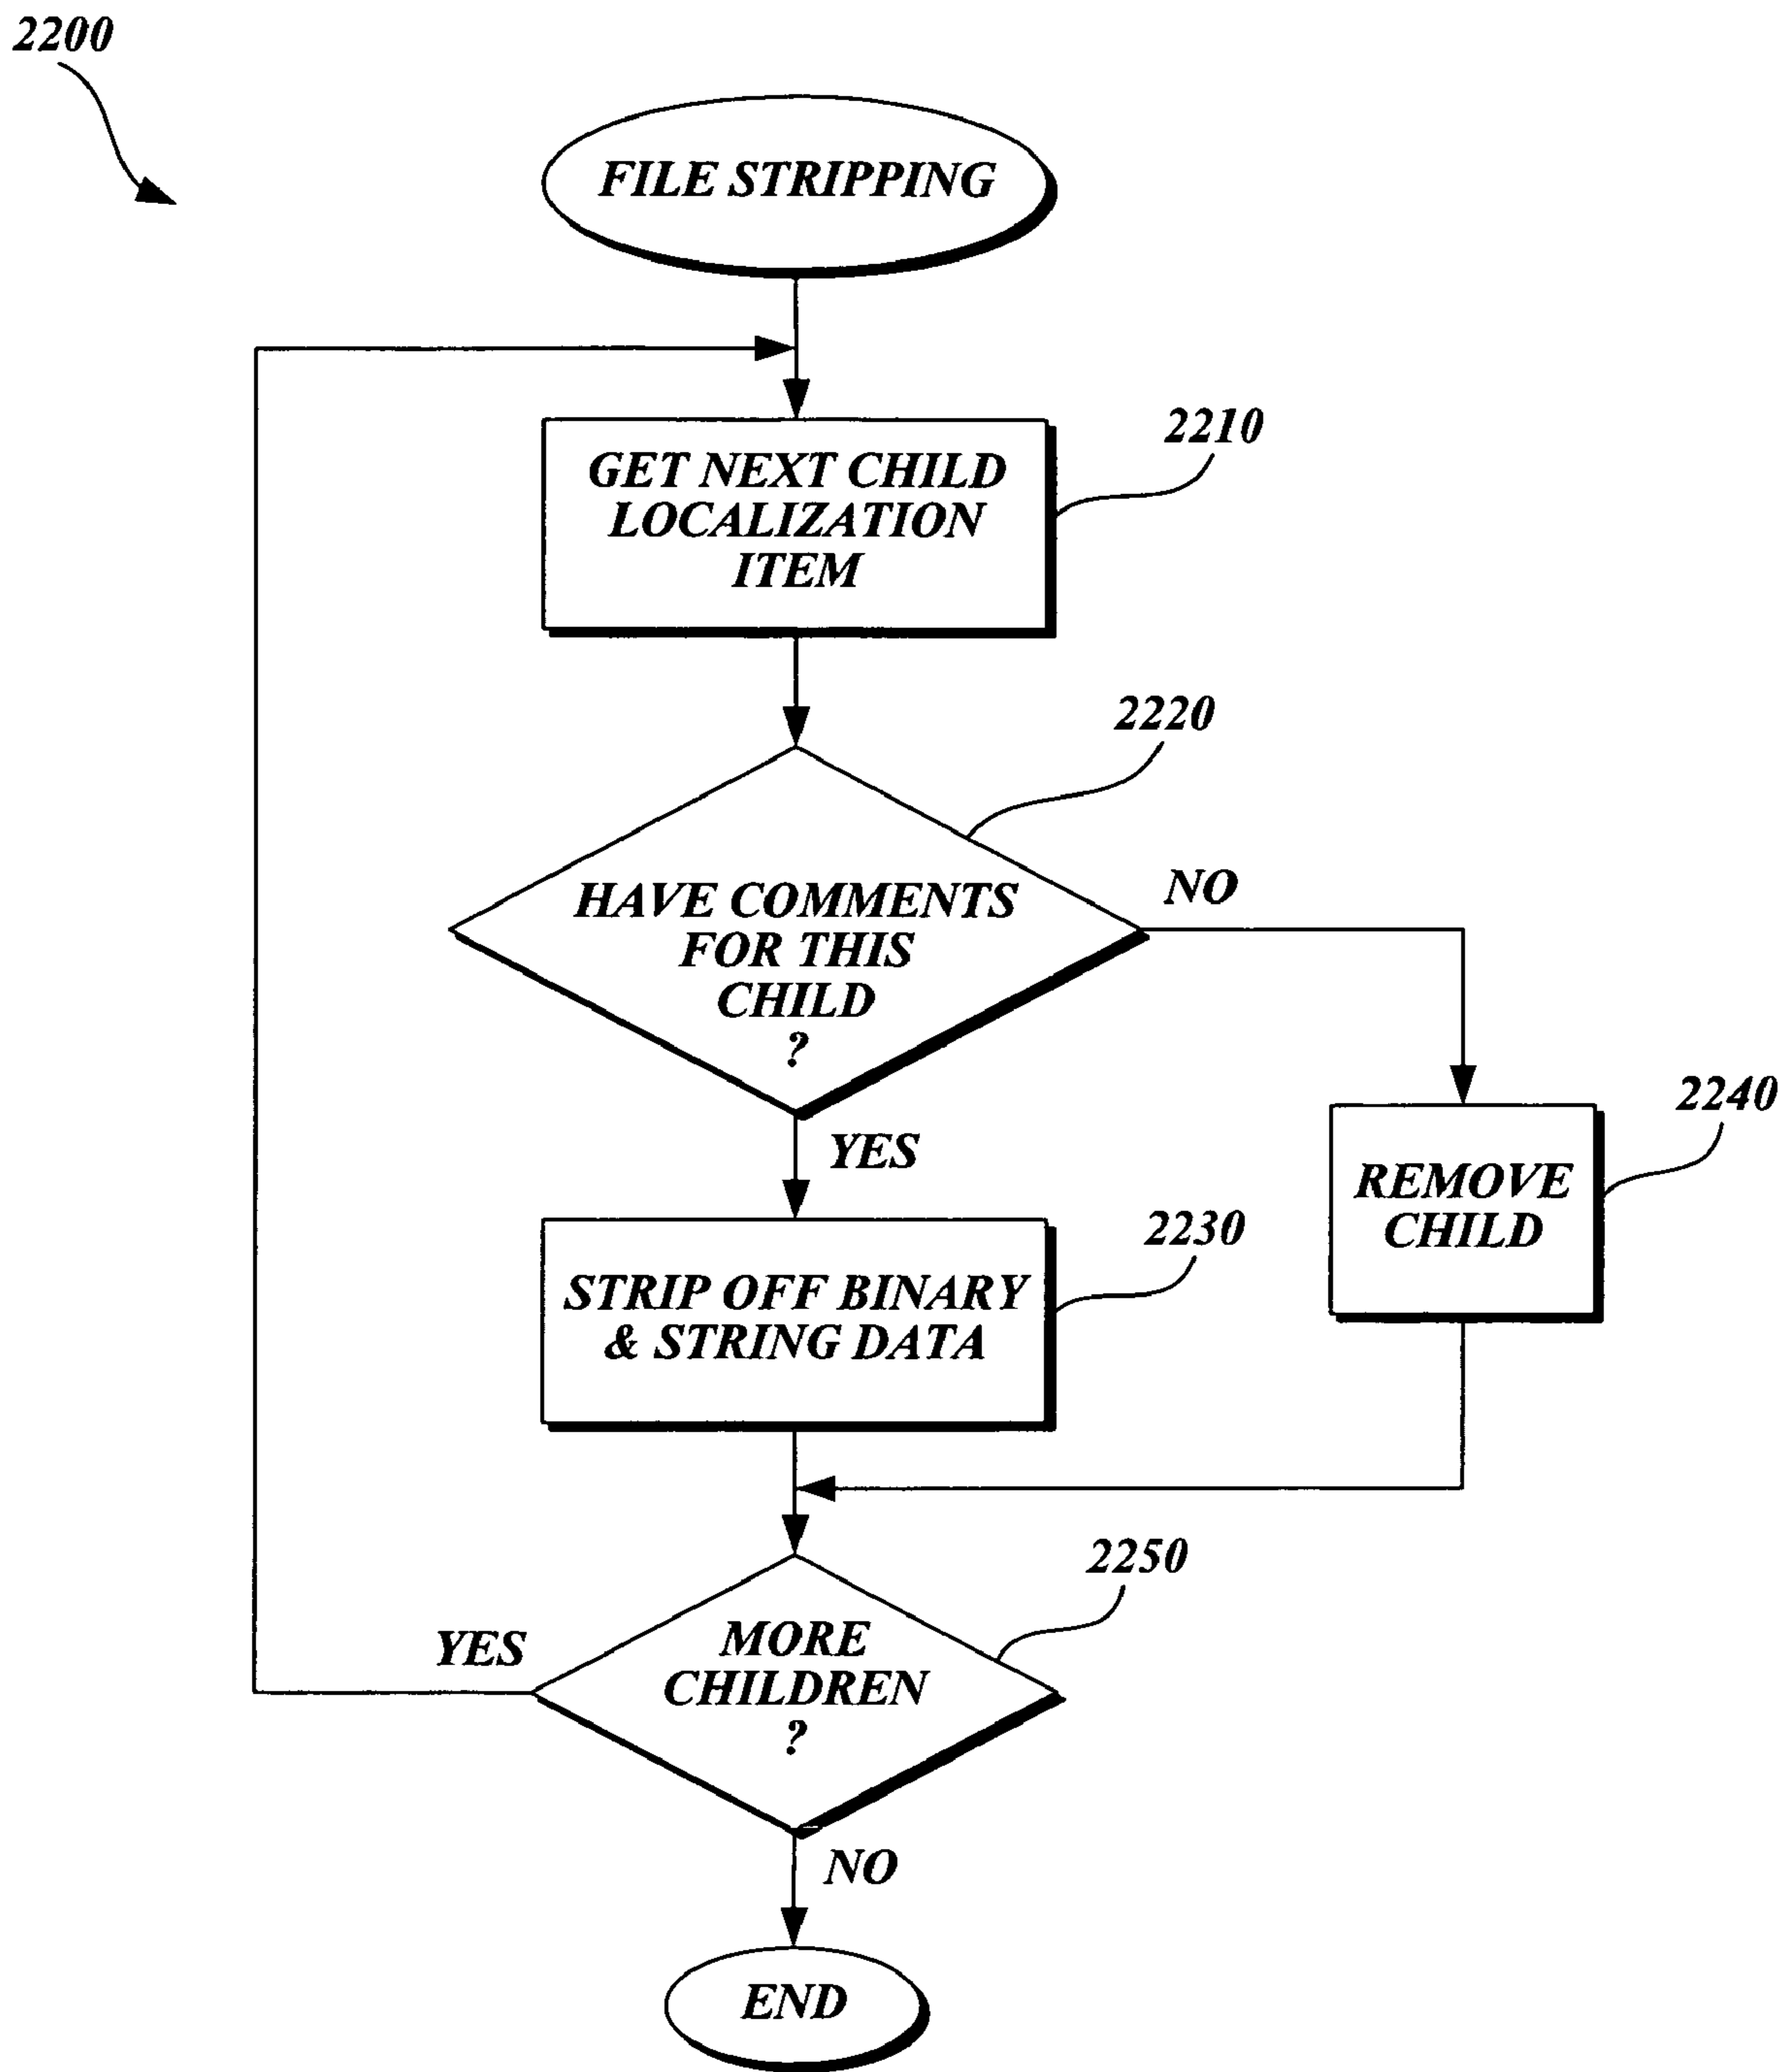 2200
FILE STRIPPING
2210
GET NEXT CHILD
LOCALIZATION
ITEM
2220
HAVE COMMENTS
FOR THIS
CHILD
?
NO
YES
2240
REMOVE
CHILD
2230
STRIP OFF BINARY
& STRING DATA
2250
MORE
CHILDREN
?
YES
NO
END